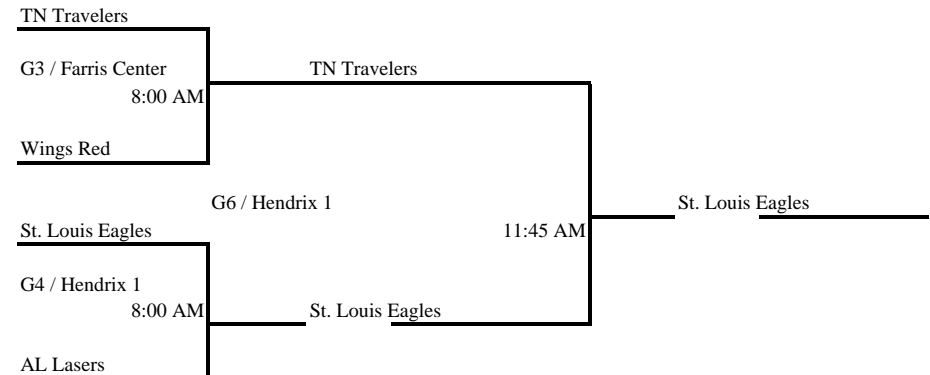 TN Travelers
G3 / Farris Center
TN Travelers
8:00 AM
Wings Red
G6 / Hendrix 1
St. Louis Eagles
St. Louis Eagles
11:45 AM
G4 / Hendrix 1
8:00 AM
St. Louis Eagles
AL Lasers